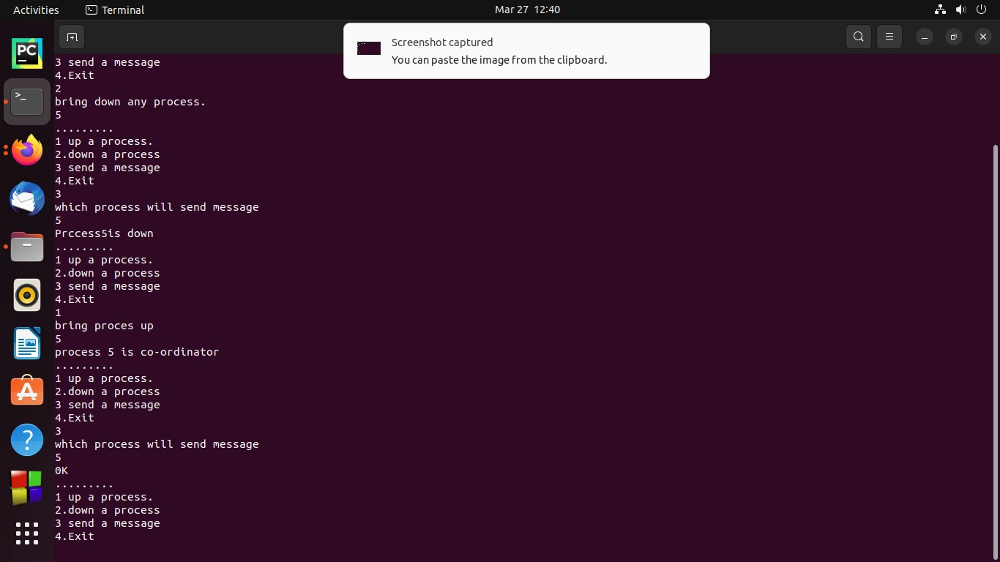 Activities
Terminal
Mar 27 12:40
Screenshot captured
You can paste the image from the clipboard.
PC
3 send a message
4.Exit
2
bring down any process.
5
.........
1 up a process.
2.down a process
3 send a message
4.Exit
3
which process will send message
5
Prccess5is down
.........
1 up a process.
2.down a process
3 send a message
4.Exit
1
bring proces up
5
process 5 is co-ordinator
.........
1 up a process.
2.down a process
3 send a message
4.Exit
3
which process will send message
5
0K
.........
1 up a process.
2.down a process
3 send a message
4.Exit